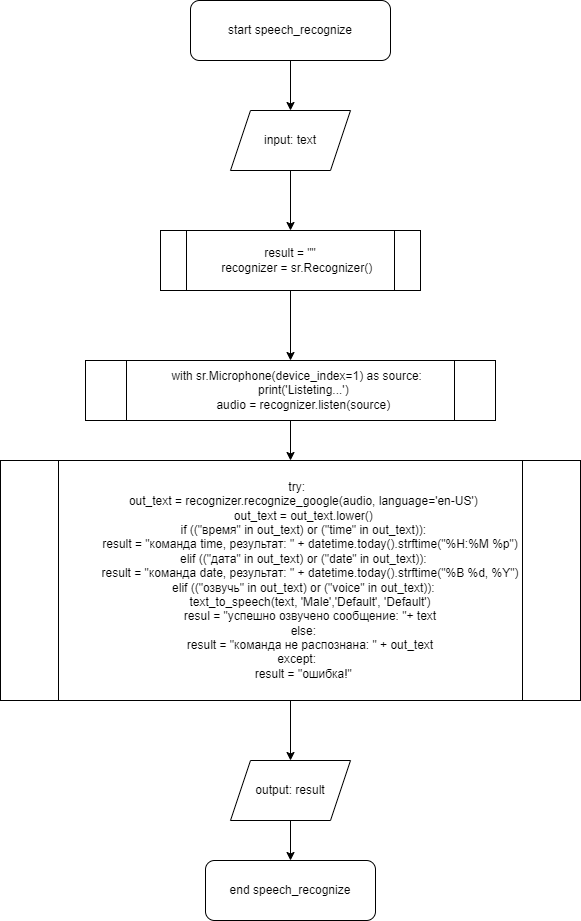 start speech_recognize
input: text
result = ""
recognizer = sr.Recognizer()
with sr.Microphone(device_index=1) as source:
print('Listeting...')
audio = recognizer.listen(source)
try:
out_text = recognizer.recognize_google(audio, language='en-US')
out_text = out_text.lower()
if (("время" in out_text) or ("time" in out_text)):
result = "команда time, результат: " + datetime.today().strftime("%H:%M %p")
elif (("дата" in out_text) or ("date" in out_text)):
result = "команда date, результат: " + datetime.today().strftime("%B %d, %Y")
elif (("озвучь" in out_text) or ("voice" in out_text)):
text_to_speech(text, 'Male','Default', 'Default')
resul = "успешно озвучено сообщение: "+ text
else:
result = "команда не распознана: " + out_text
except:
result = "ошибка!"
output: result
end speech_recognize